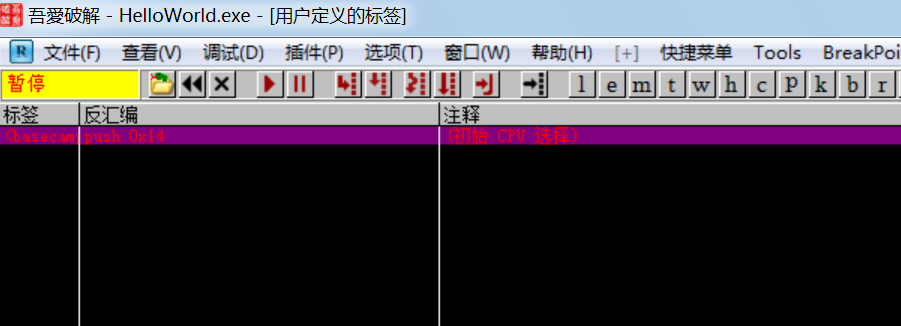 吾愛破解 - HelloWorld.exe - [用户定义的标签]
文件(F) 查看(V) 调试(D) 插件(P) 选项(T) 窗口(W) 帮助(H) [+] 快捷菜单 Tools BreakPoi
暂停 l e m t w h c p k b r
标签 反汇编 注释
<basecam push 0x14 (初始 CPU 选择)